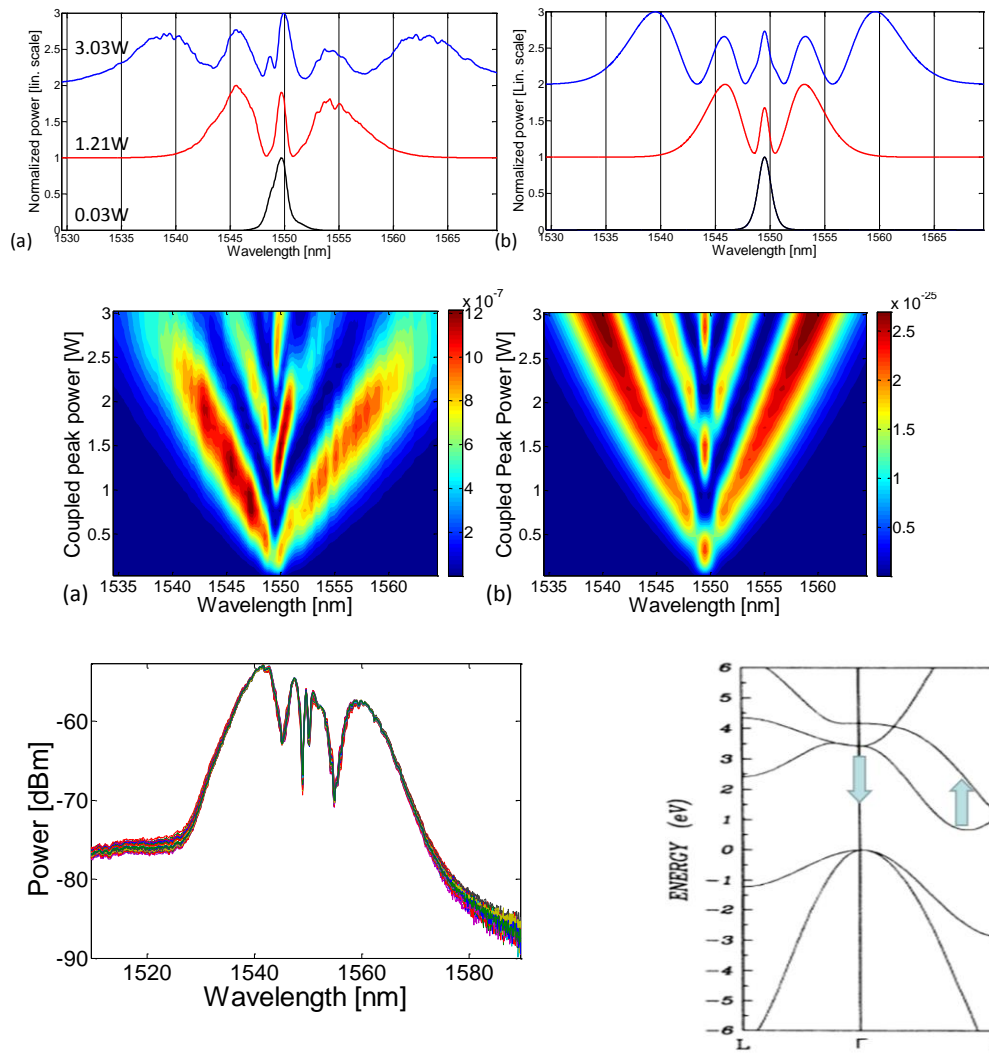 Normalized power [lin. scale]
3
2.5
2
1.5
1
0.5
0
3.03W
1.21W
0.03W
1530 1535 1540 1545 1550 1555 1560 1565
Wavelength [nm]
(a)
Normalized power [Lin. scale]
3
2.5
2
1.5
1
0.5
0
1530 1535 1540 1545 1550 1555 1560 1565
Wavelength [nm]
(b)
Coupled peak power [W]
3
2.5
2
1.5
1
0.5
1535 1540 1545 1550 1555 1560
Wavelength [nm]
(a)
x 10-7
12
10
8
6
4
2
Coupled Peak Power [W]
3
2.5
2
1.5
1
0.5
1535 1540 1545 1550 1555 1560
Wavelength [nm]
(b)
x 10-25
2.5
2
1.5
1
0.5
Power [dBm]
-60
-70
-80
-90
1520 1540 1560 1580
Wavelength [nm]
ENERGY (eV)
6
5
4
3
2
1
0
-1
-2
-3
-4
-5
-6
L Γ